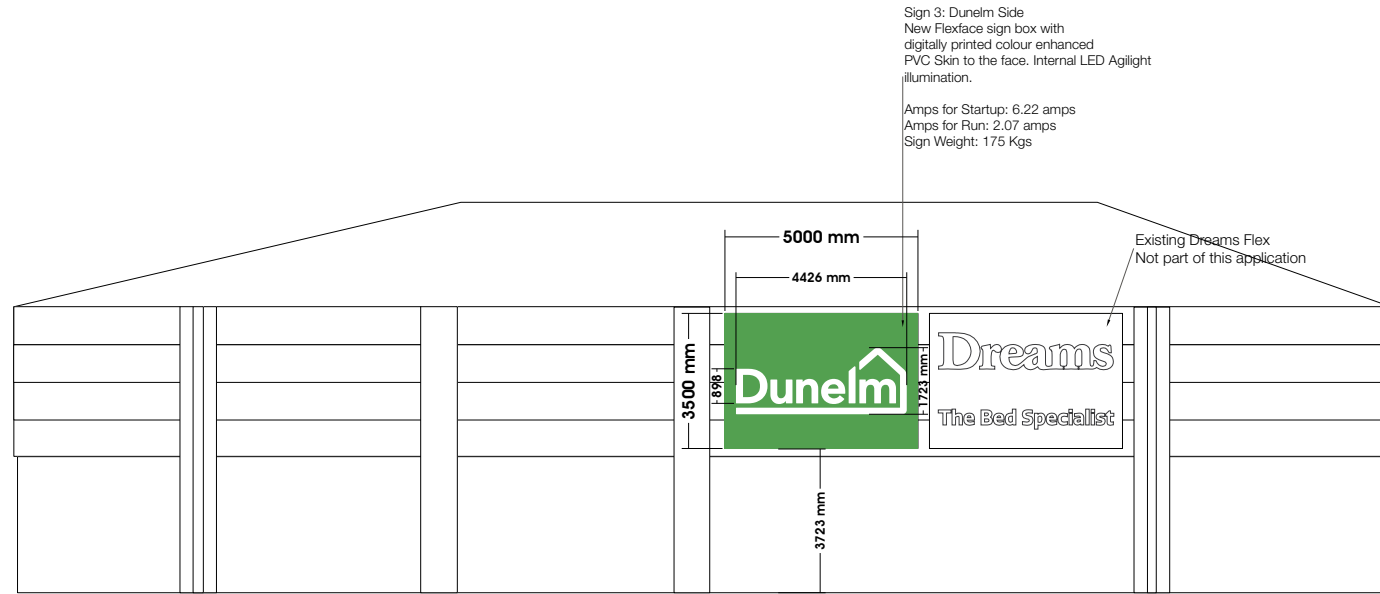 Sign 3: Dunelm Side
New Flexface sign box with
digitally printed colour enhanced
PVC Skin to the face. Internal LED Agilight
illumination.
Amps for Startup: 6.22 amps
Amps for Run: 2.07 amps
Sign Weight: 175 Kgs
Existing Dreams Flex
Not part of this application
5000 mm
4426 mm
3500 mm
898
Dunelm
1723 mm
Dreams
The Bed Specialist
3723 mm